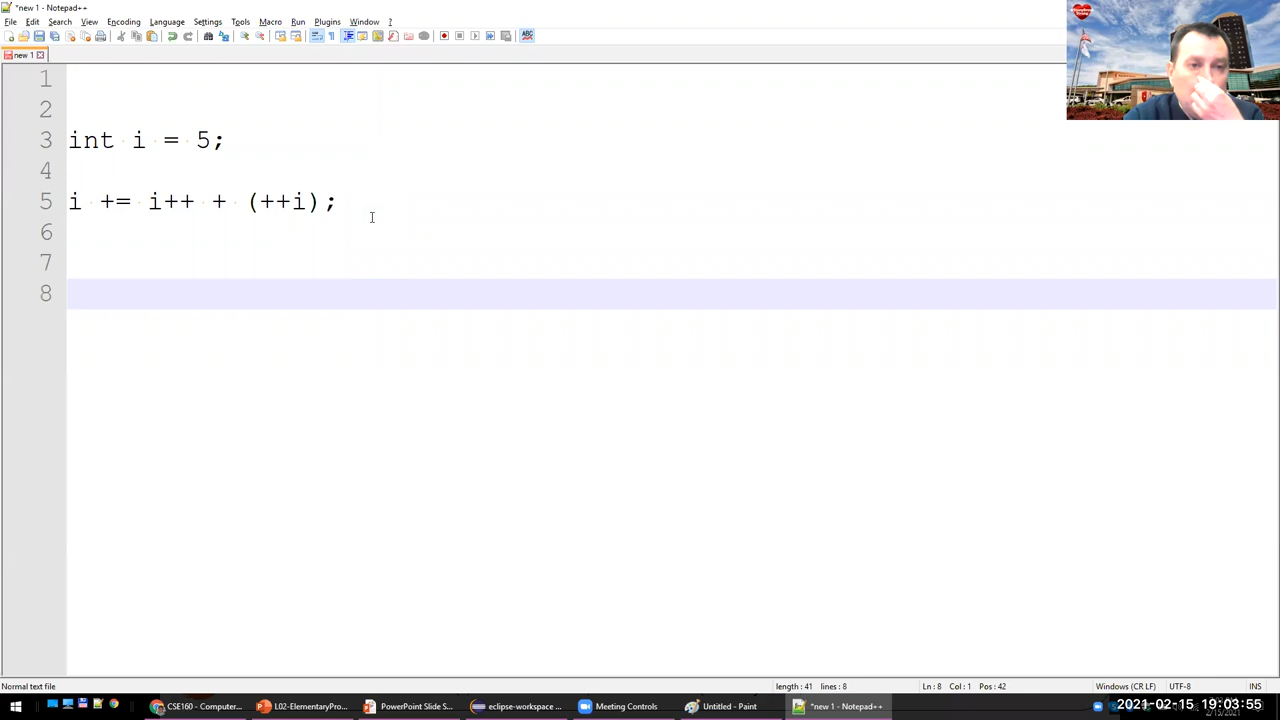 *new 1 - Notepad++
File Edit Search View Encoding Language Settings Tools Macro Run Plugins Window ?
new 1
1
2
3 int i = 5;
4
5 i += i++ + (++i);
6
7
8
Normal text file length : 41 lines : 8 Ln : 8 Col : 1 Pos : 42 Windows (CR LF) UTF-8 INS
CSE160 - Computer... L02-ElementaryPro... PowerPoint Slide S... eclipse-workspace ... Meeting Controls Untitled - Paint *new 1 - Notepad++
2021-02-15 19:03:55
2/15/2021